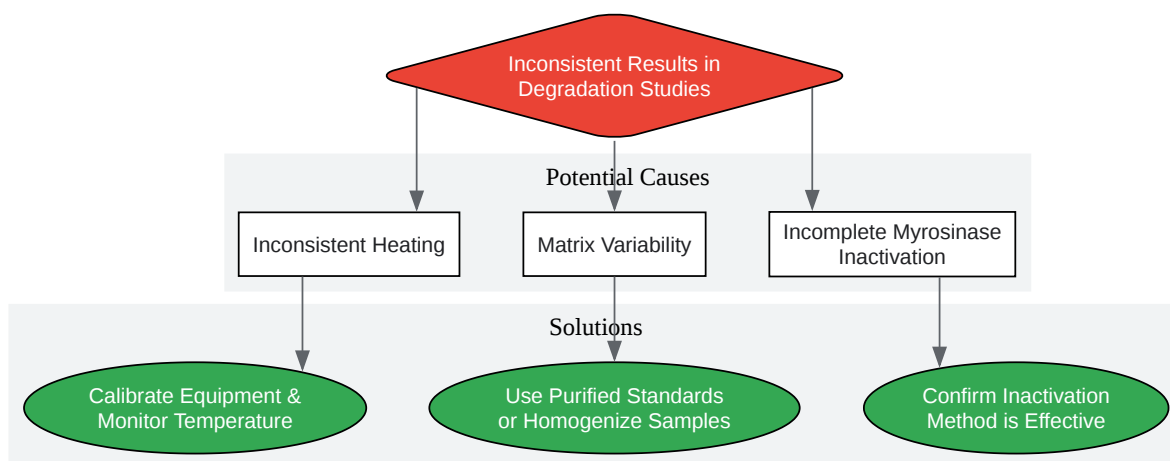 Inconsistent Results in
Degradation Studies
Potential Causes
Inconsistent Heating
Matrix Variability
Incomplete Myrosinase
Inactivation
Solutions
Calibrate Equipment &
Monitor Temperature
Use Purified Standards
or Homogenize Samples
Confirm Inactivation
Method is Effective